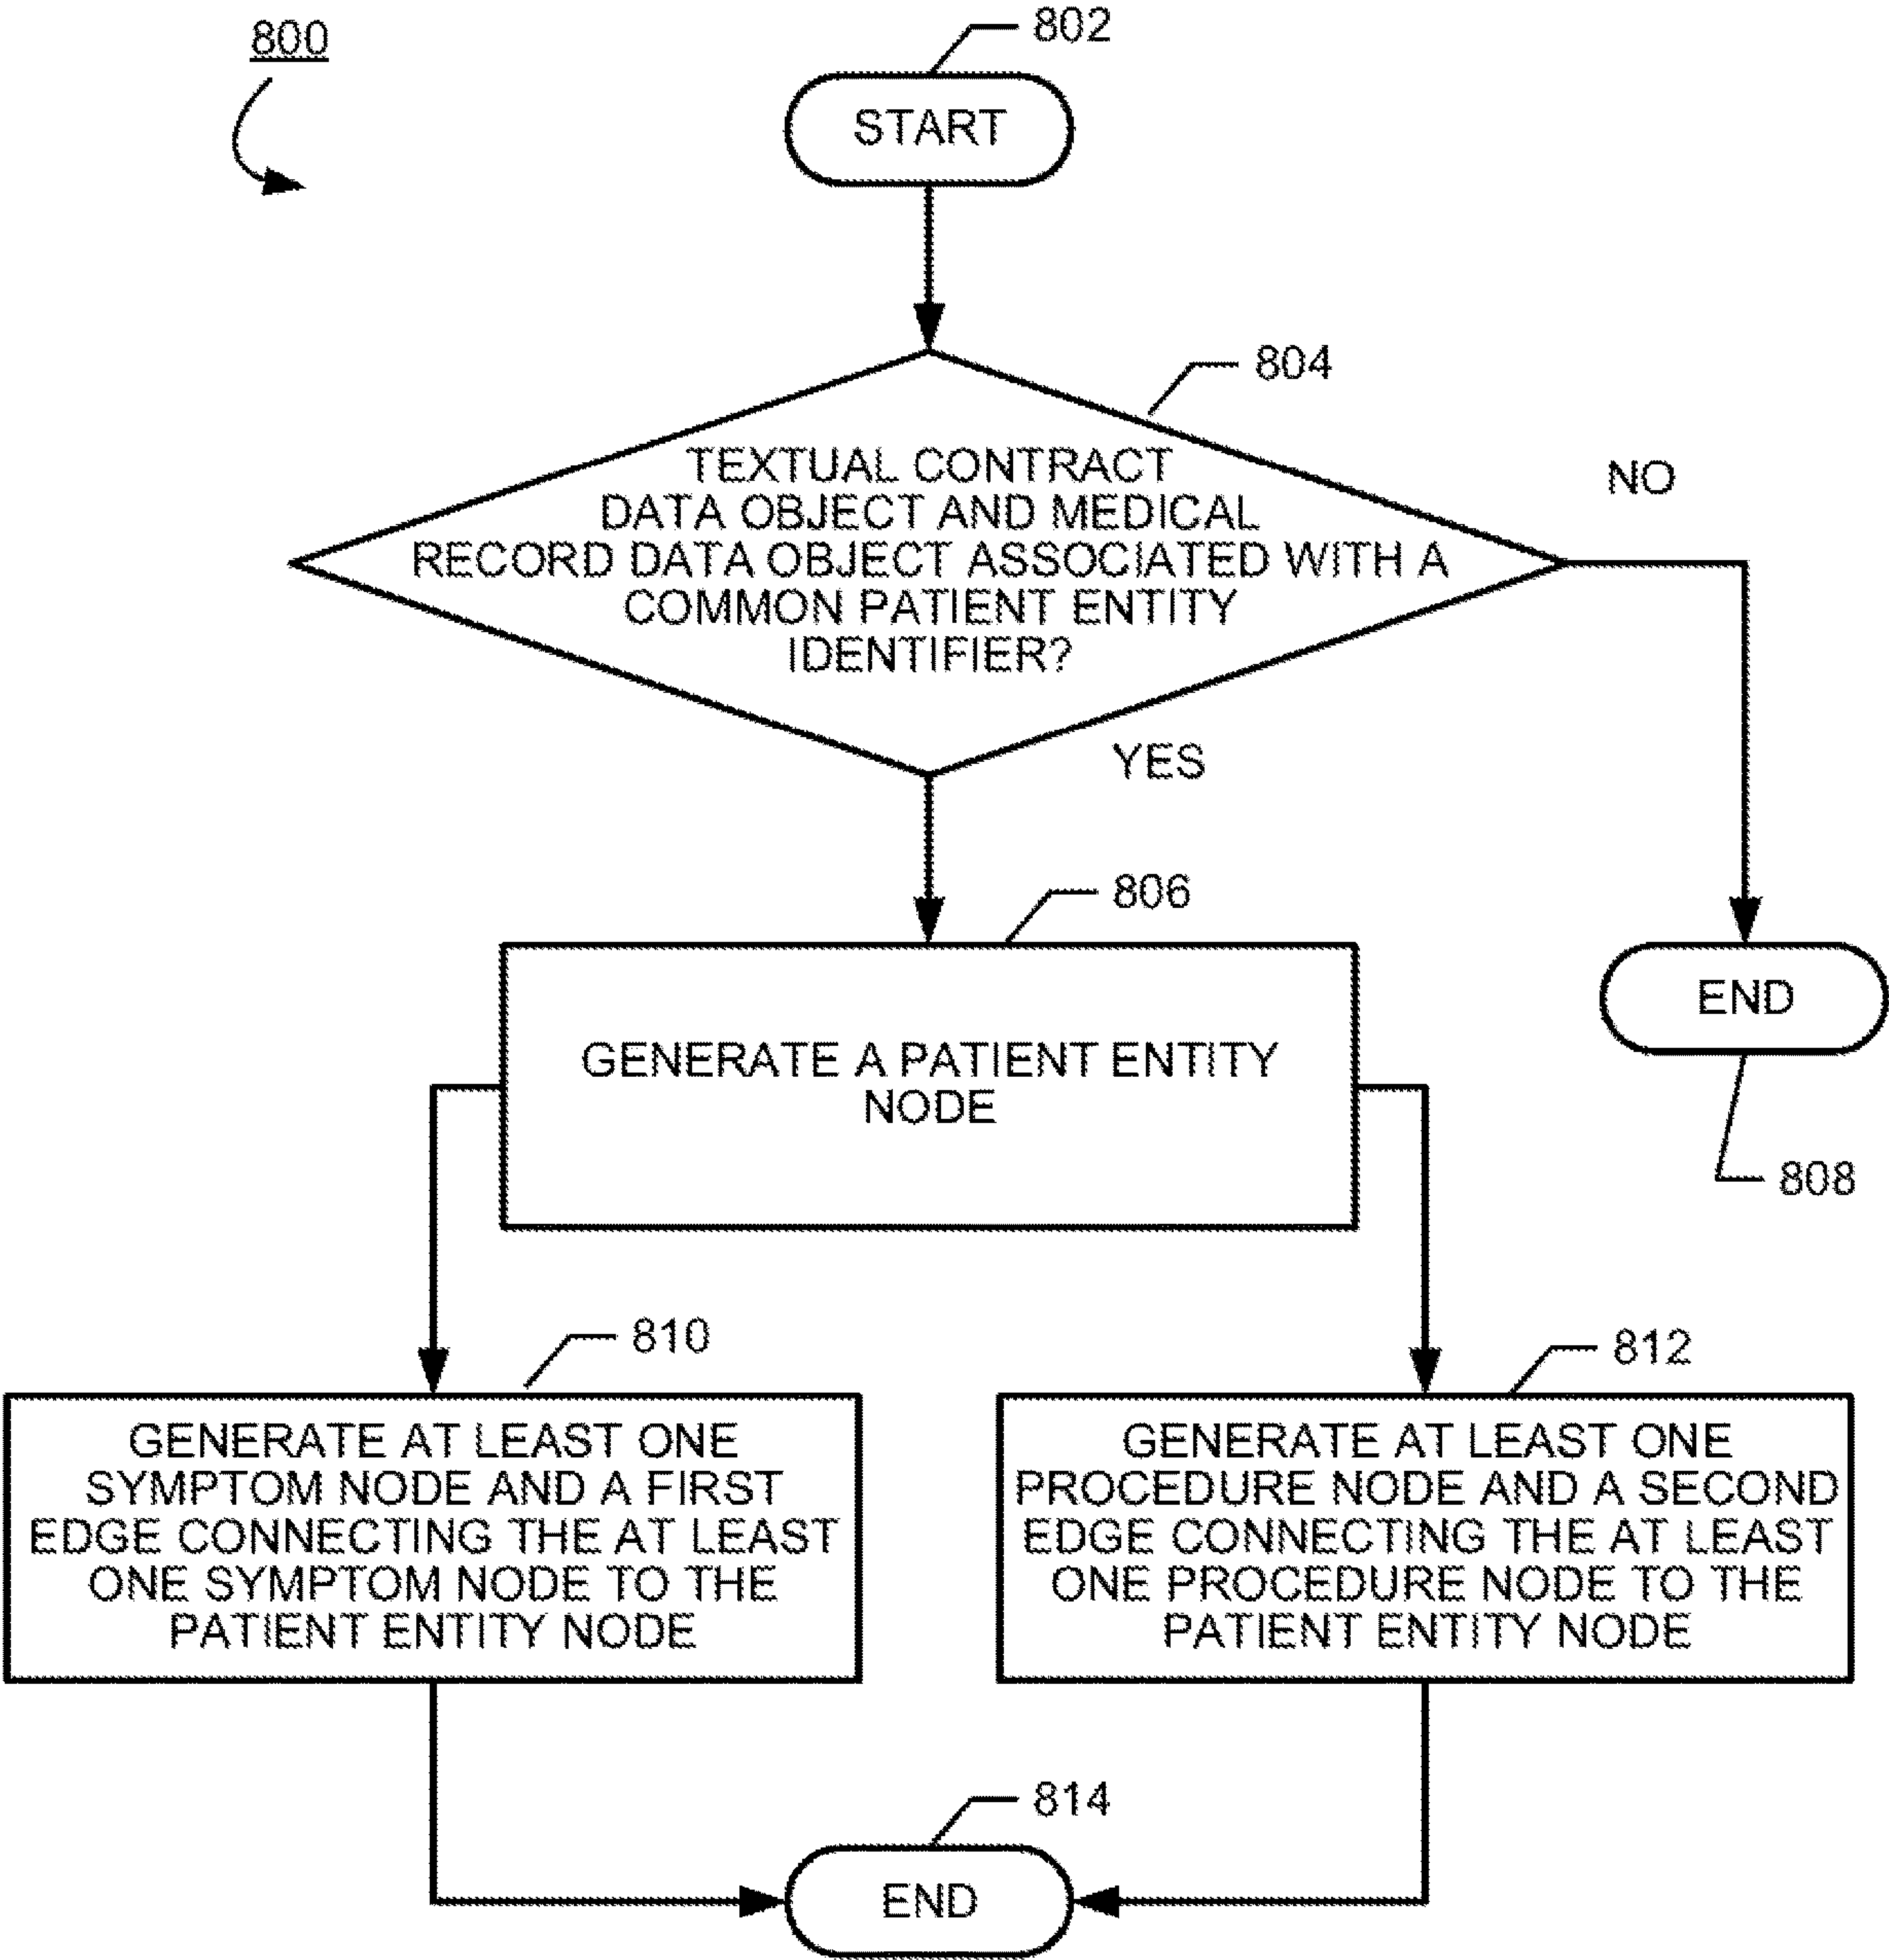 800
802
START
804
TEXTUAL CONTRACT
DATA OBJECT AND MEDICAL
RECORD DATA OBJECT ASSOCIATED WITH A
COMMON PATIENT ENTITY
IDENTIFIER?
NO
YES
806
GENERATE A PATIENT ENTITY
NODE
END
808
810
GENERATE AT LEAST ONE
SYMPTOM NODE AND A FIRST
EDGE CONNECTING THE AT LEAST
ONE SYMPTOM NODE TO THE
PATIENT ENTITY NODE
812
GENERATE AT LEAST ONE
PROCEDURE NODE AND A SECOND
EDGE CONNECTING THE AT LEAST
ONE PROCEDURE NODE TO THE
PATIENT ENTITY NODE
814
END